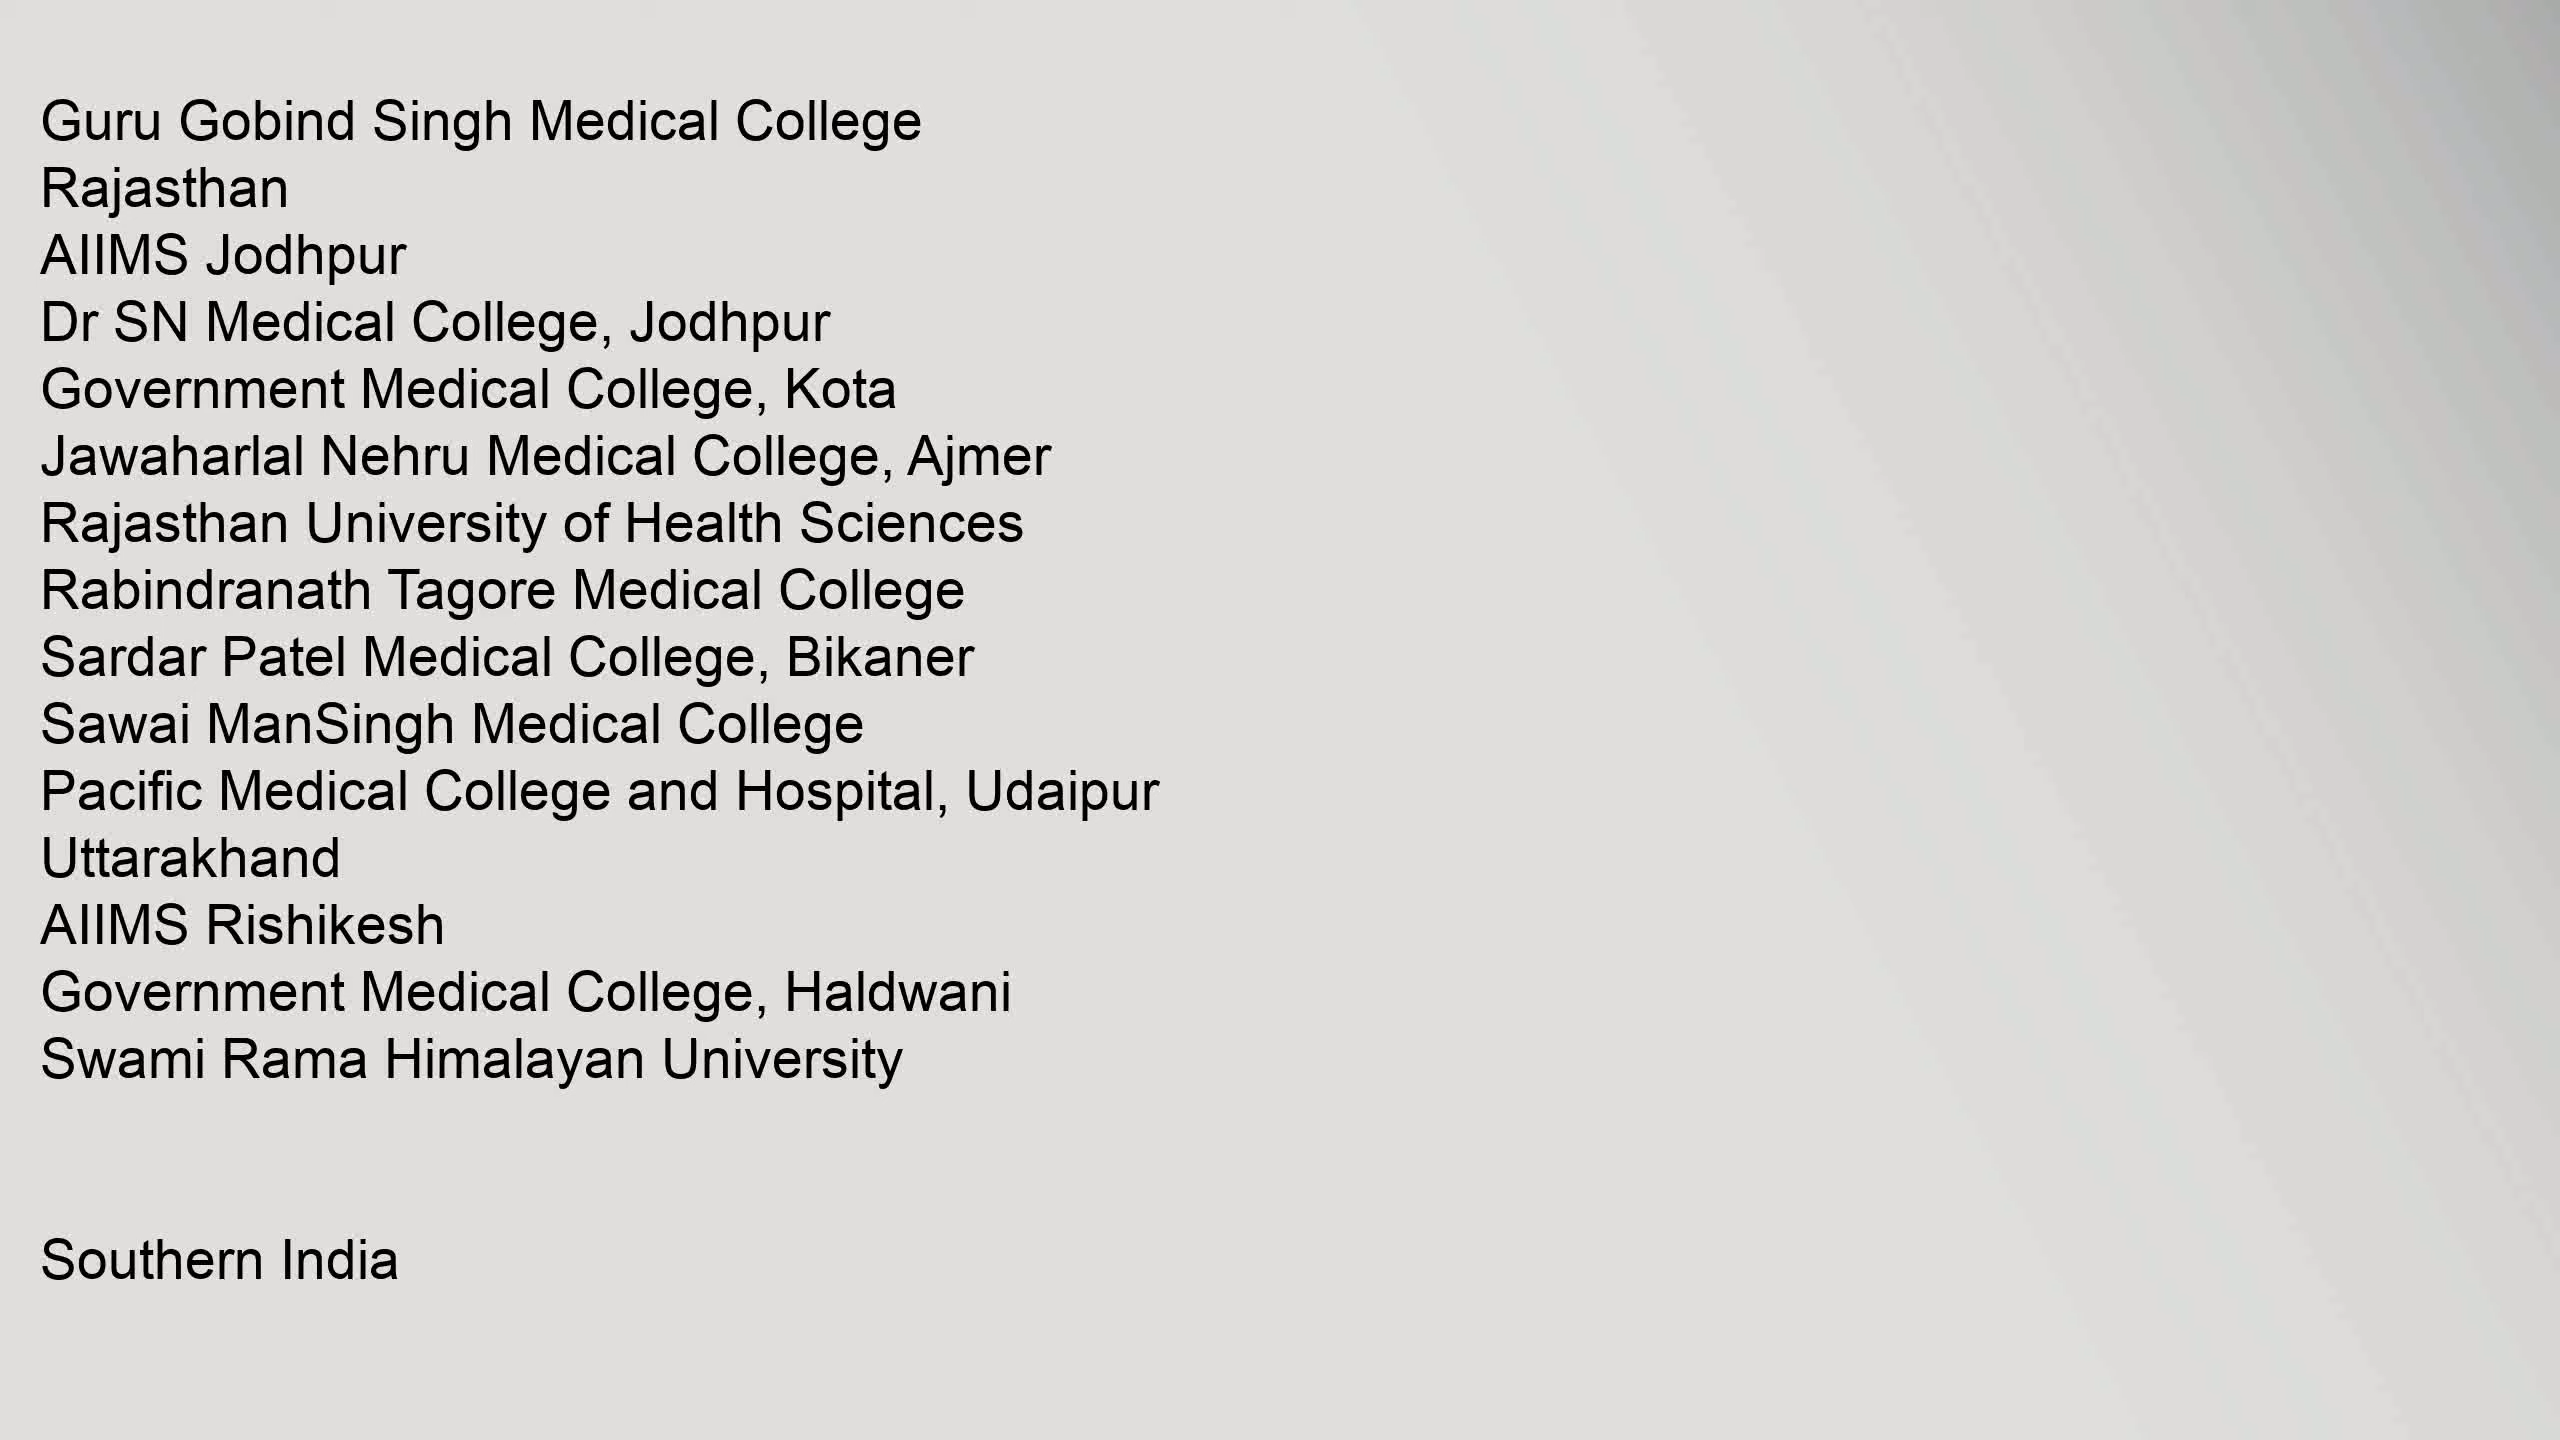 Guru Gobind Singh Medical College
Rajasthan
AIIMS Jodhpur
Dr SN Medical College, Jodhpur
Government Medical College, Kota
Jawaharlal Nehru Medical College, Ajmer
Rajasthan University of Health Sciences
Rabindranath Tagore Medical College
Sardar Patel Medical College, Bikaner
Sawai ManSingh Medical College
Pacific Medical College and Hospital, Udaipur
Uttarakhand
AIIMS Rishikesh
Government Medical College, Haldwani
Swami Rama Himalayan University
Southern India